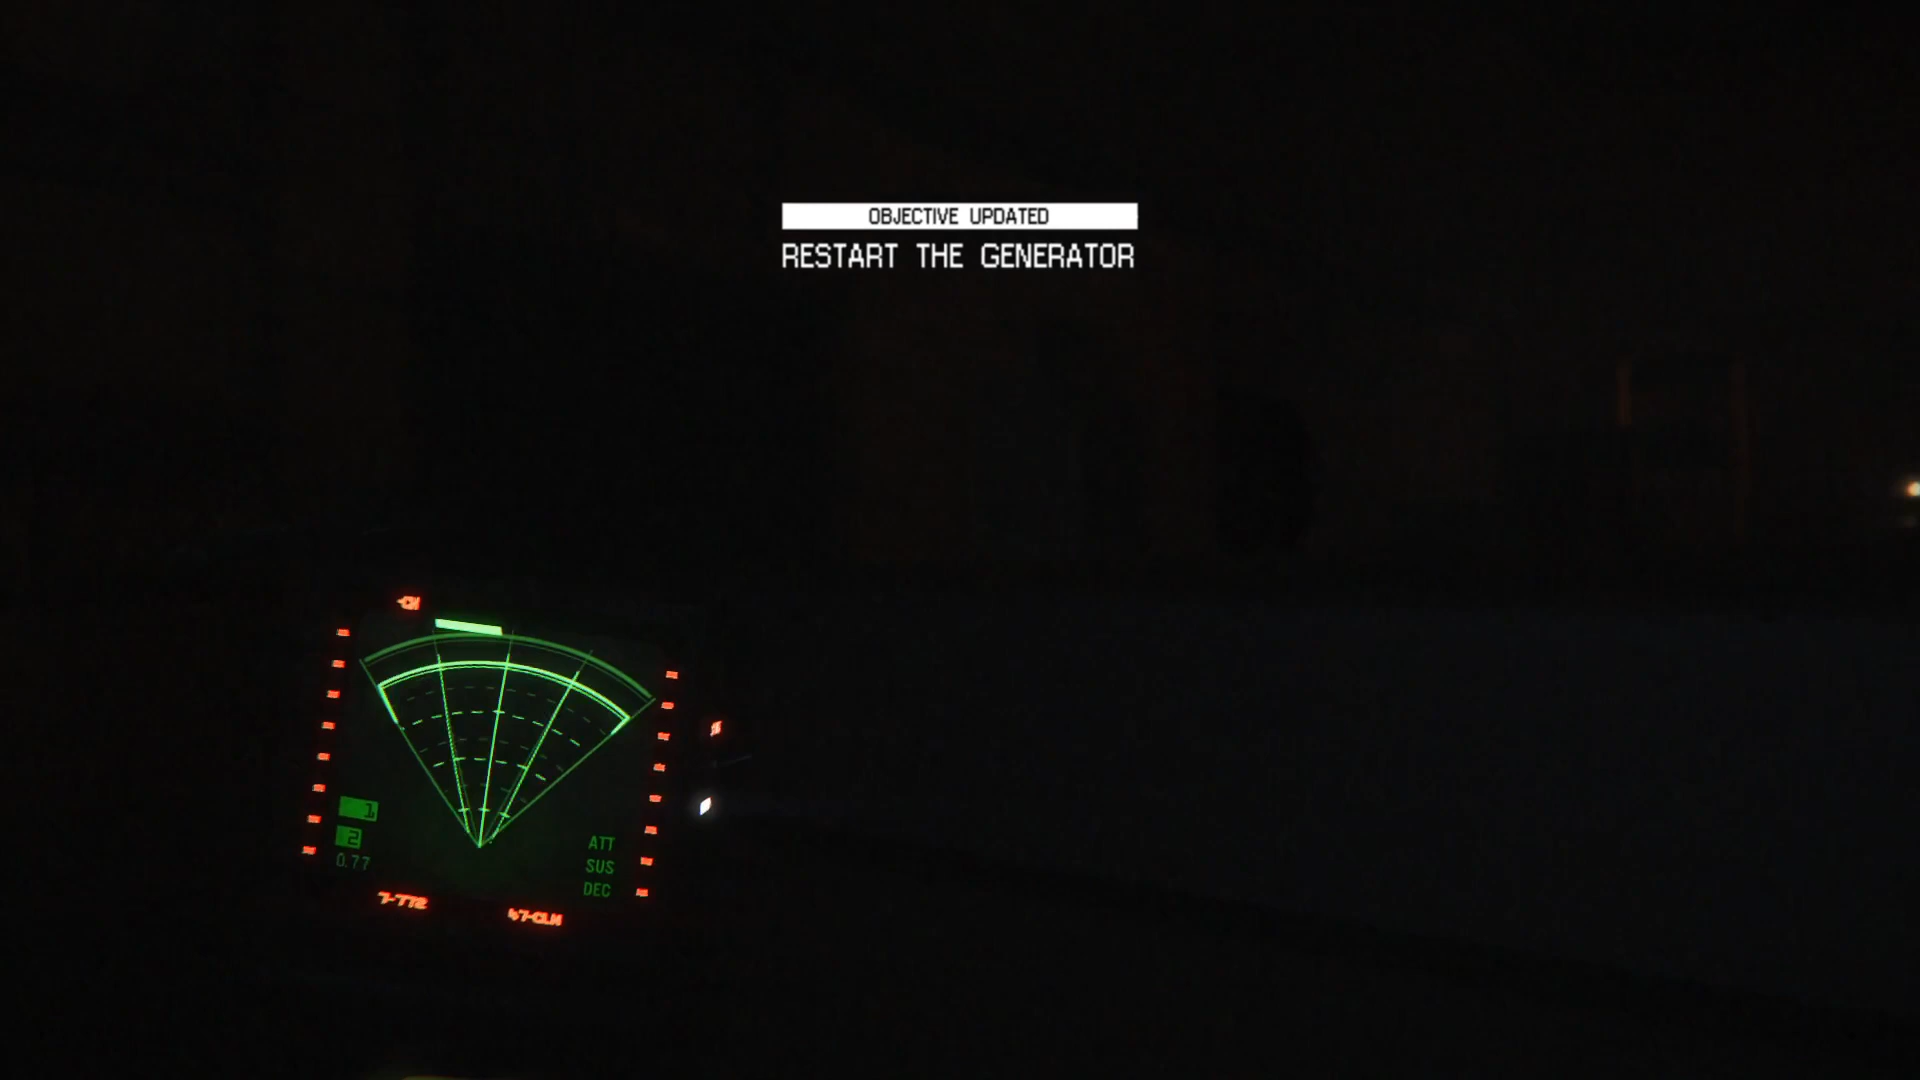 OBJECTIVE UPDATED
RESTART THE GENERATOR
1
2
0.77
ATT
SUS
DEC
7-772
47-CLN